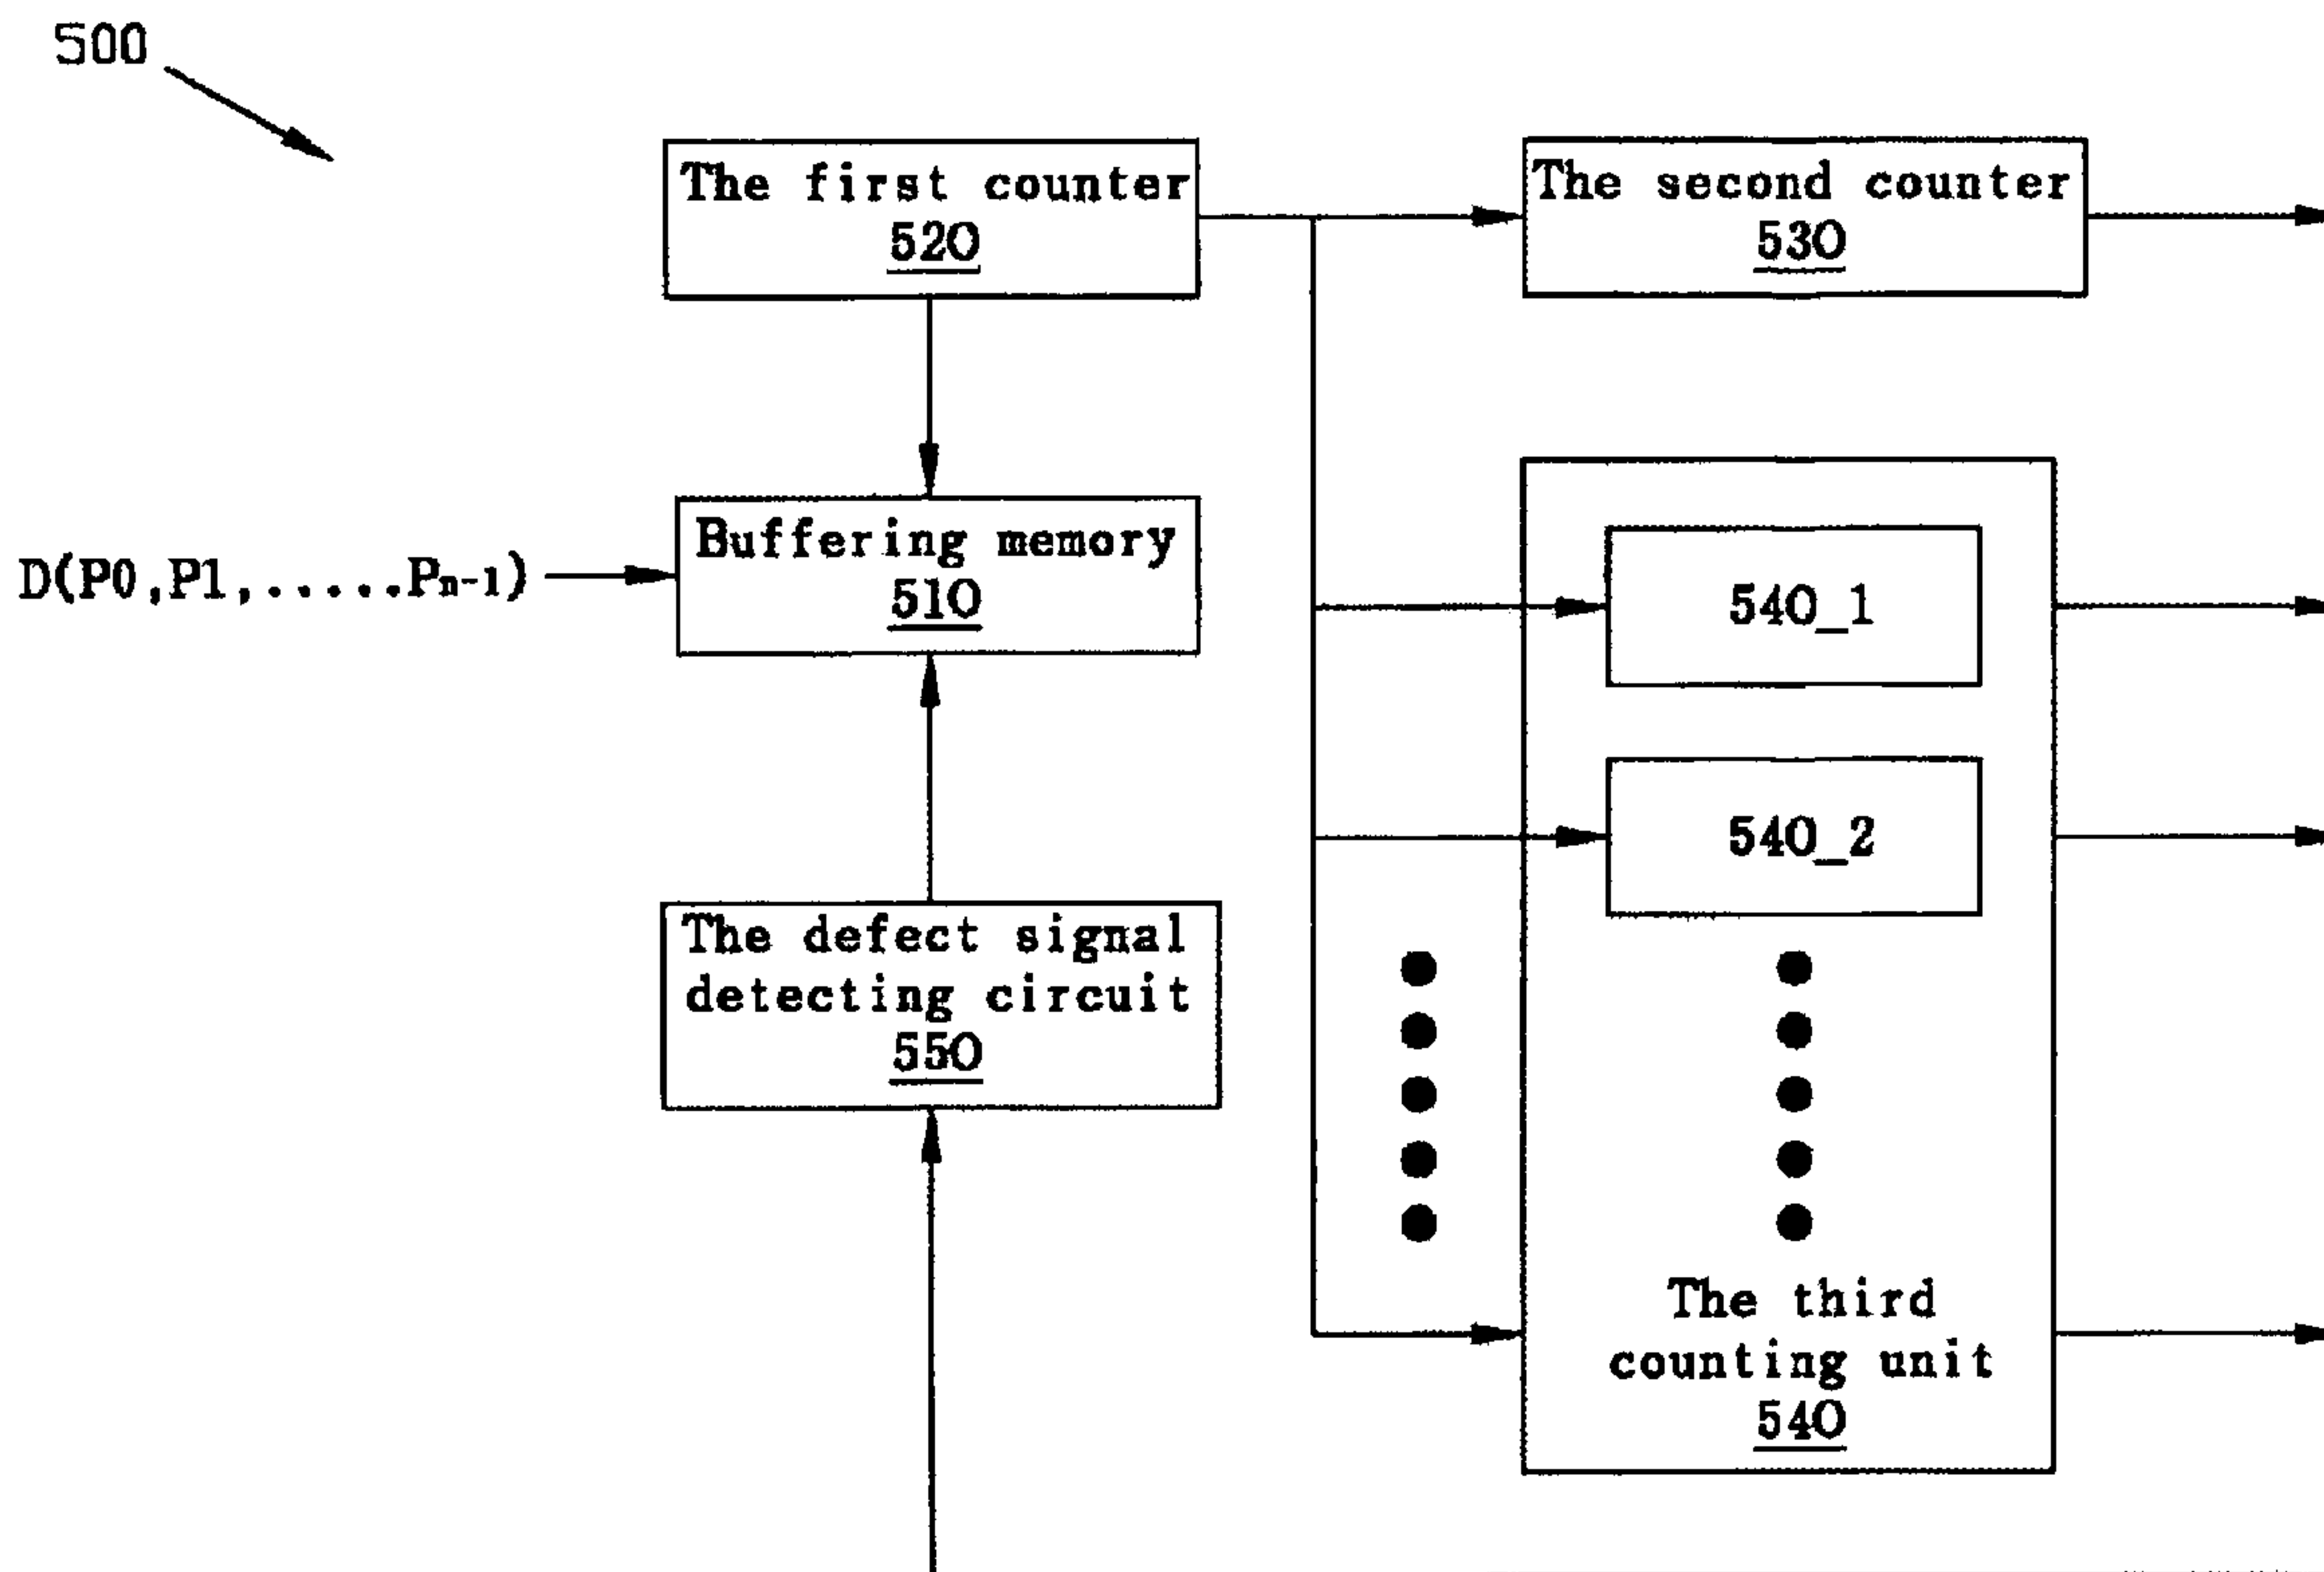 500
The first counter
520
The second counter
530
D(P0,P1,.....Pn-1)
Buffering memory
510
540_1
540_2
The defect signal
detecting circuit
550
The third
counting unit
540